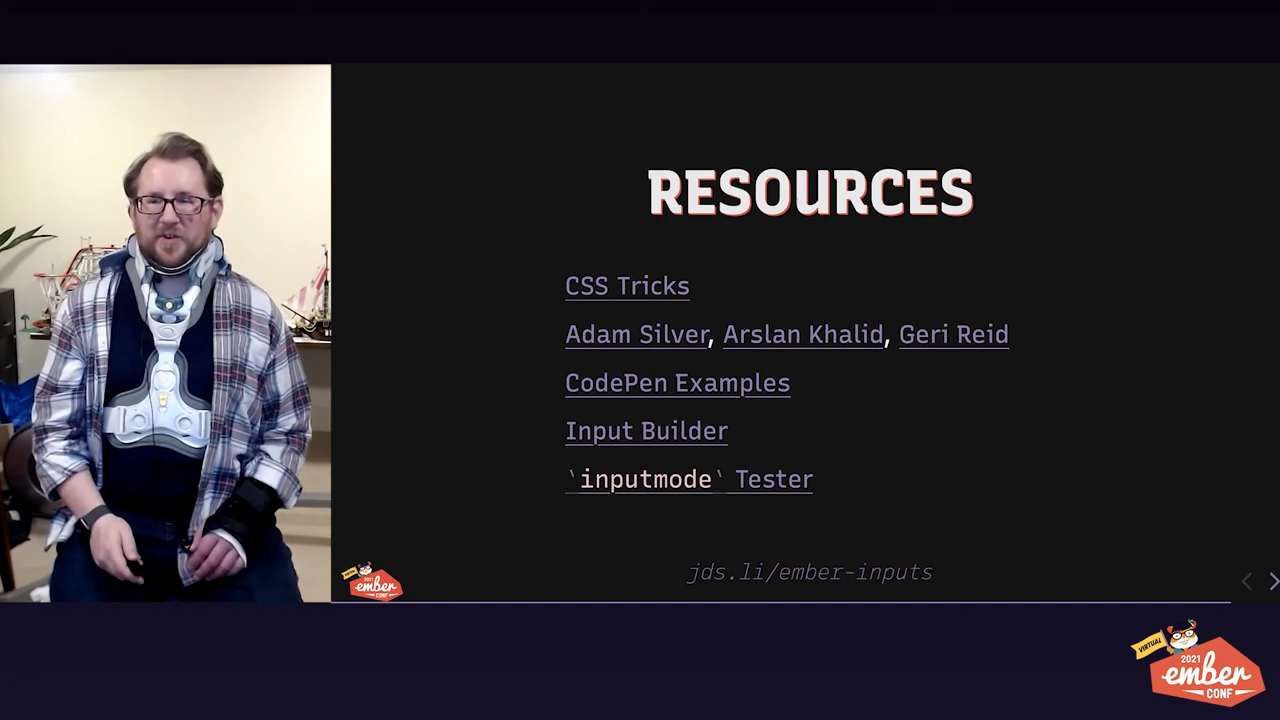 RESOURCES
CSS Tricks
Adam Silver, Arslan Khalid, Geri Reid
CodePen Examples
Input Builder
`inputmode` Tester
jds.li/ember-inputs
2021
ember
CONF
VIRTUAL
2021
ember
CONF